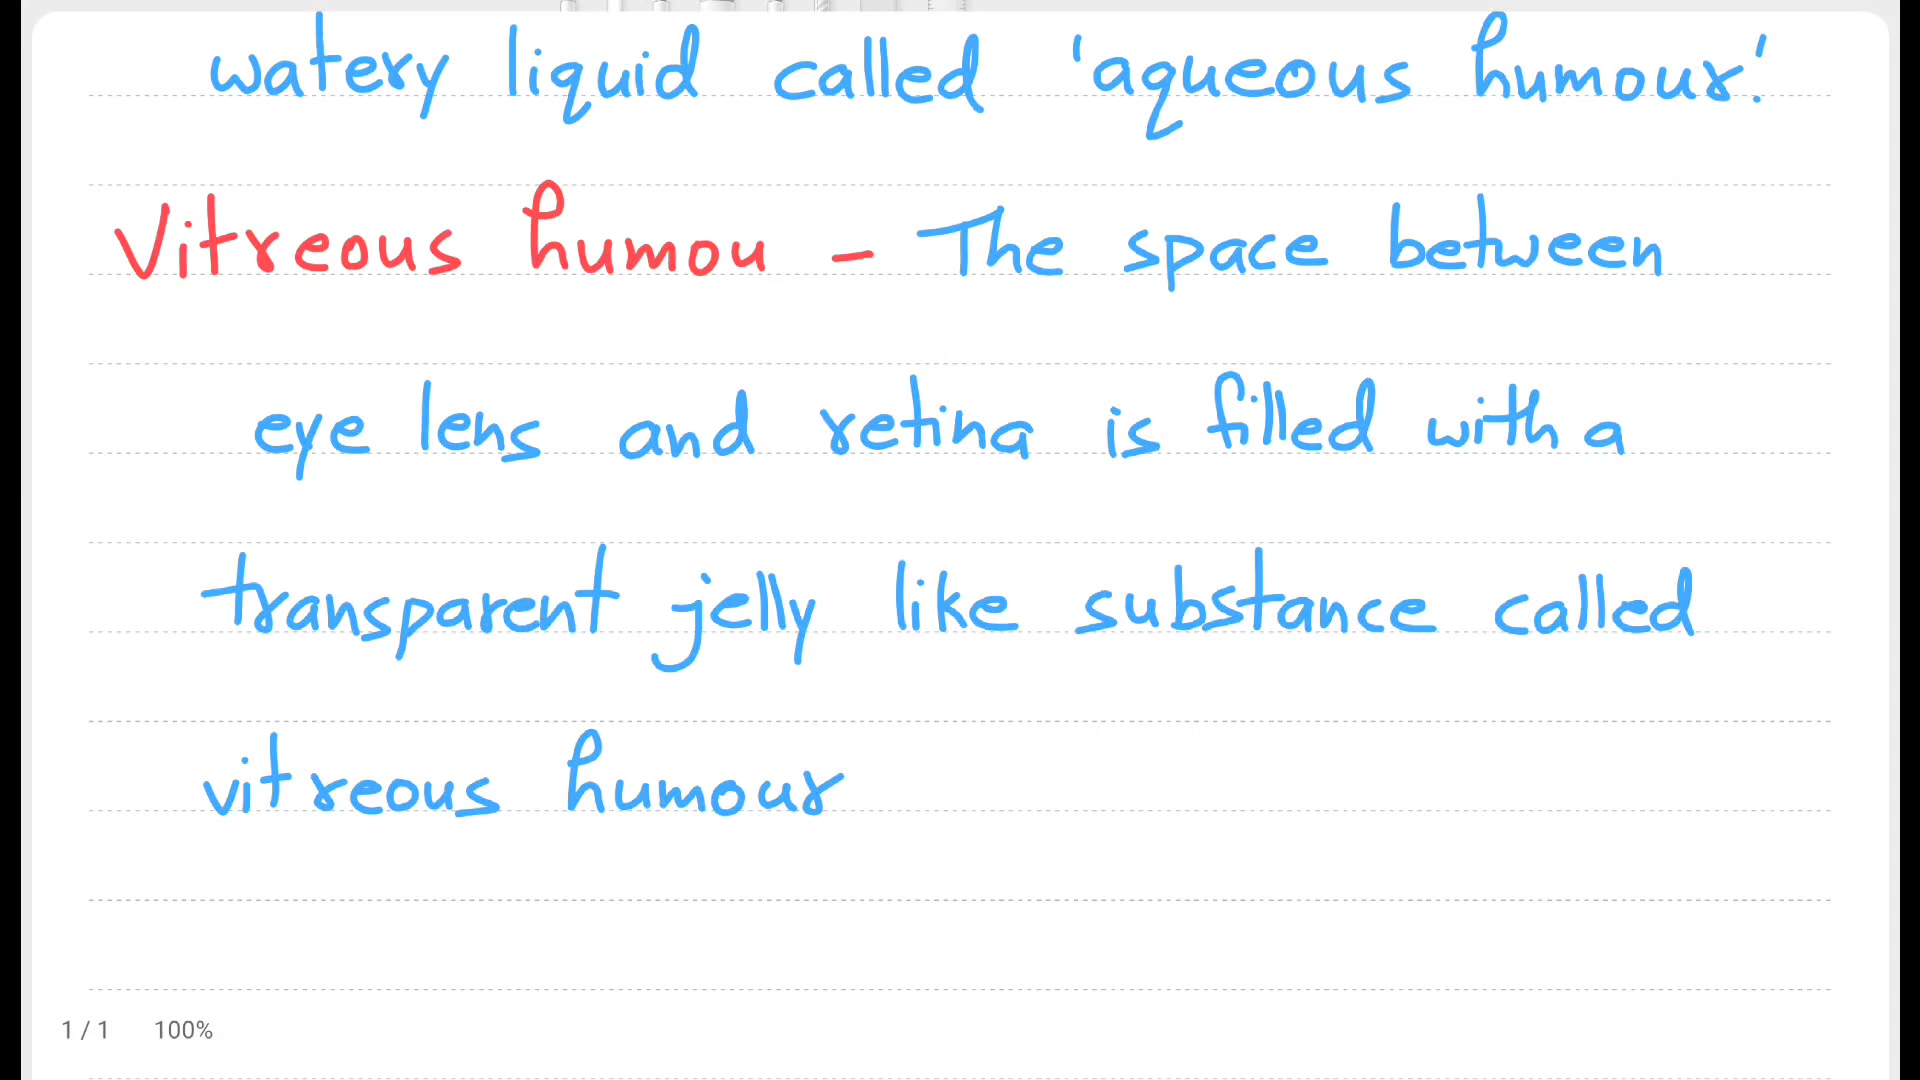 watery liquid called 'aqueous humour.'
Vitreous humou - The space between
eye lens and retina is filled with a
transparent jelly like substance called
vitreous humour
1 / 1 100%